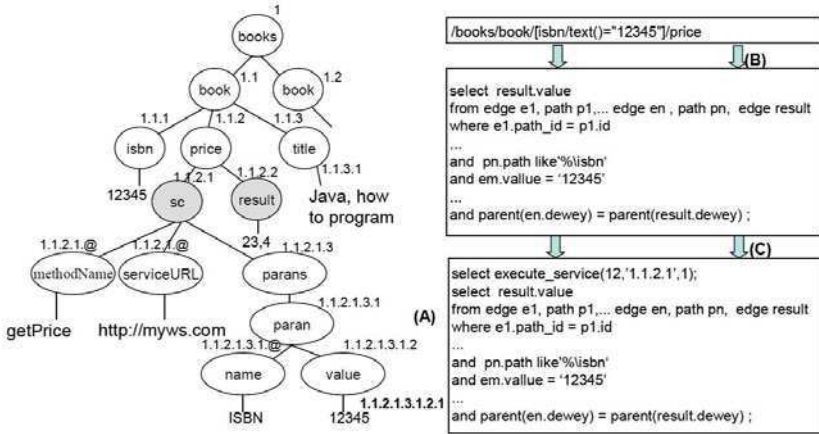 1
books
1.1
book
1.2
book
1.1.1
isbn
1.1.2
price
1.1.3
title
12345
1.1.2.1
sc
1.1.2.2
result
1.1.3.1
Java, how
to program
23,4
1.1.2.1.@
methodName
1.1.2.1.@
serviceURL
1.1.2.1.3
parans
getPrice
http://myws.com
1.1.2.1.3.1
paran
1.1.2.1.3.1.@
name
1.1.2.1.3.1.2
value
ISBN
12345
1.1.2.1.3.1.2.1
(A)
/books/book/[isbn/text()="12345"]/price
(B)
select result.value
from edge e1, path p1,... edge en , path pn, edge result
where e1.path_id = p1.id
...
and pn.path like'%\isbn'
and em.vallue = '12345'
...
and parent(en.dewey) = parent(result.dewey) ;
(C)
select execute_service(12,'1.1.2.1',1);
select result.value
from edge e1, path p1,... edge en, path pn, edge result
where e1.path_id = p1.id
...
and pn.path like'%\isbn'
and em.vallue = '12345'
...
and parent(en.dewey) = parent(result.dewey) ;